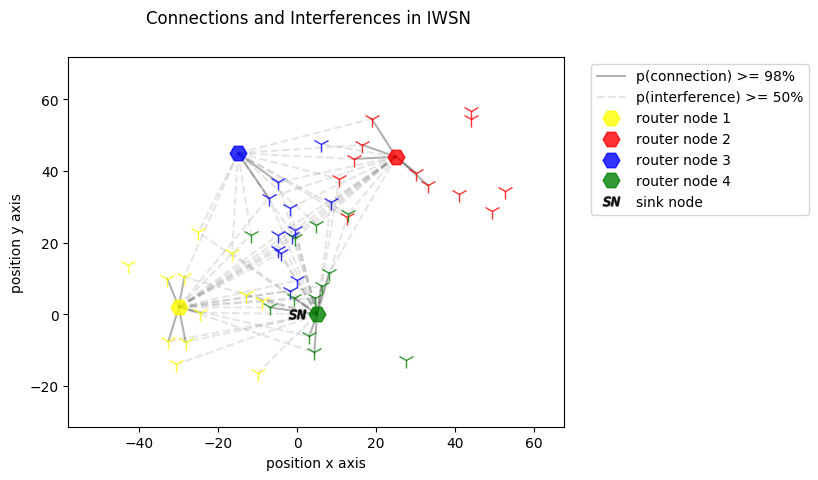 Connections and Interferences in IWSN
position y axis
60
40
20
0
−20
−40
−20
0
20
40
60
position x axis
SN
p(connection) >= 98%
p(interference) >= 50%
router node 1
router node 2
router node 3
router node 4
SN sink node